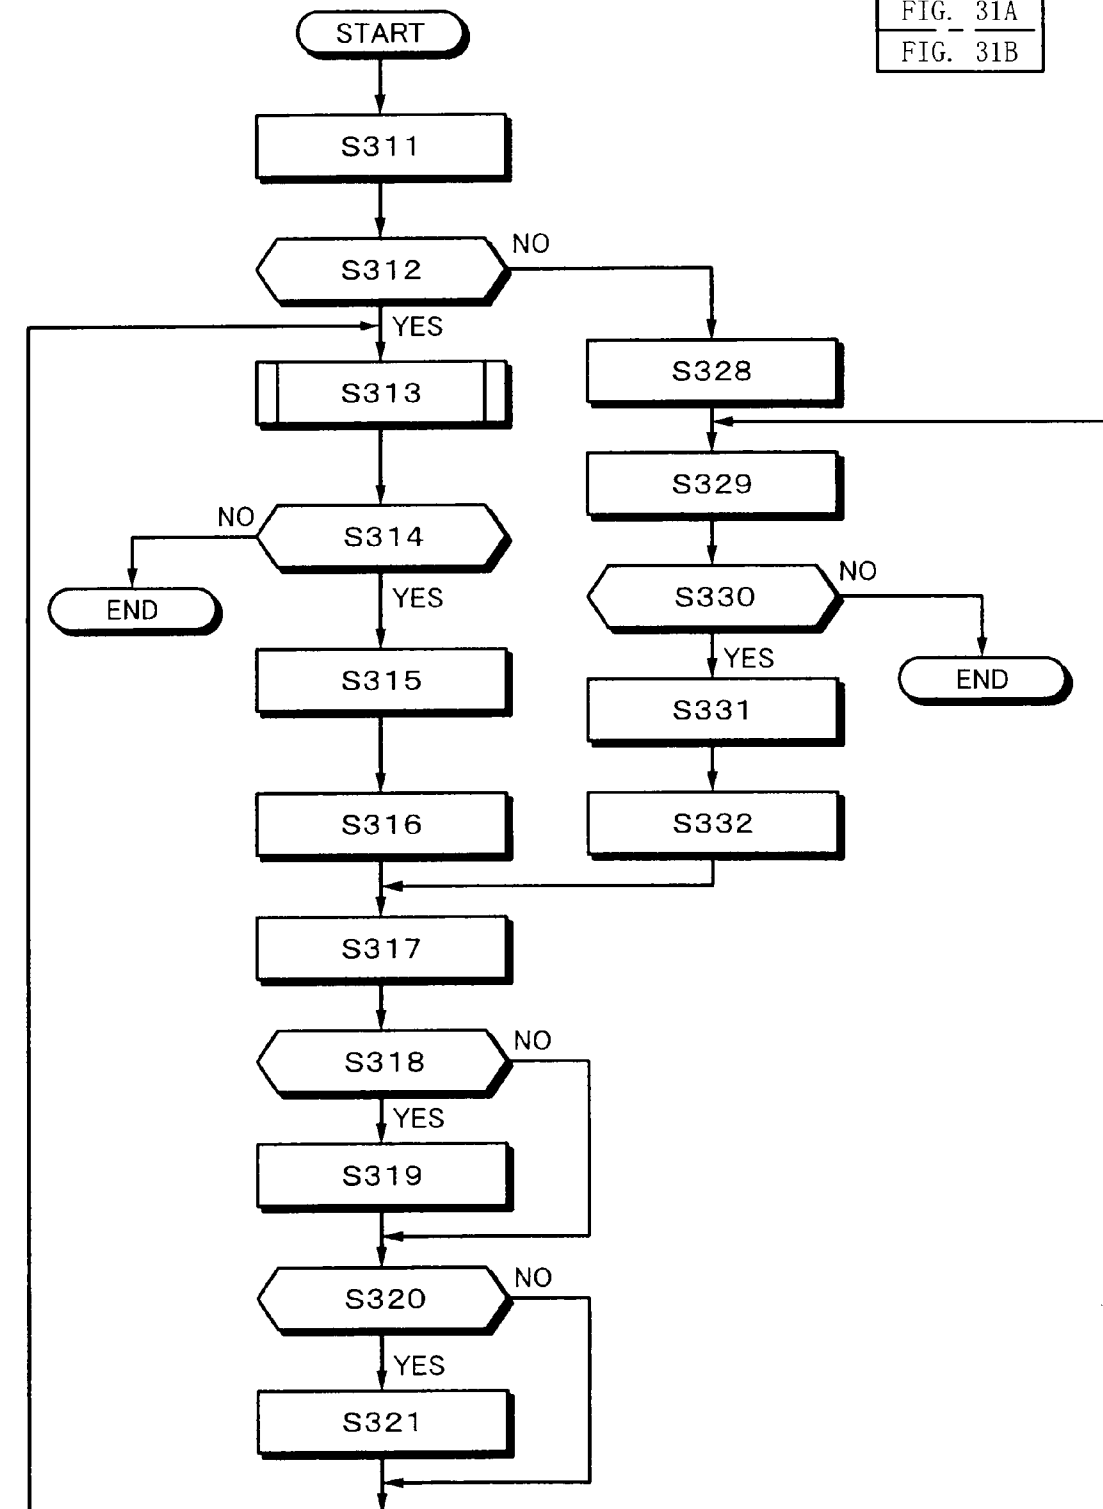 FIG. 31A
FIG. 31B
START
S311
S312
NO
YES
S313
S328
S329
S314
NO
YES
END
S330
NO
YES
END
S315
S331
S316
S332
S317
S318
NO
YES
S319
S320
NO
YES
S321